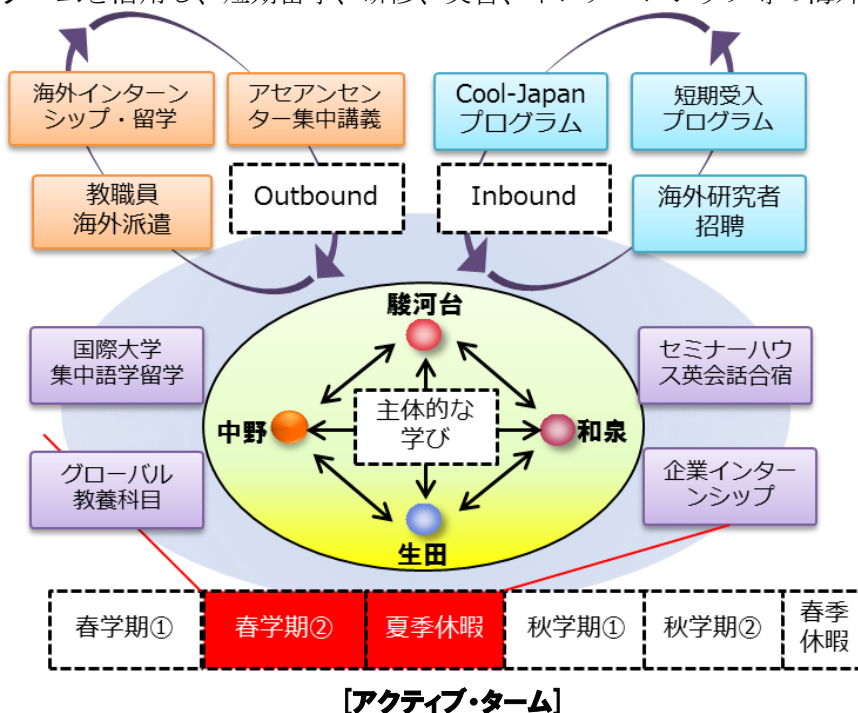 海外インターン
シップ・留学
アセアンセン
ター集中講義
Cool-Japan
プログラム
短期受入
プログラム
教職員
海外派遣
Outbound
Inbound
海外研究者
招聘
駿河台
国際大学
集中語学留学
セミナーハウ
ス英会話合宿
主体的な
学び
中野
和泉
グローバル
教養科目
企業インター
ンシップ
生田
春学期①
春学期②
夏季休暇
秋学期①
秋学期②
春季
休暇
[アクティブ・ターム]